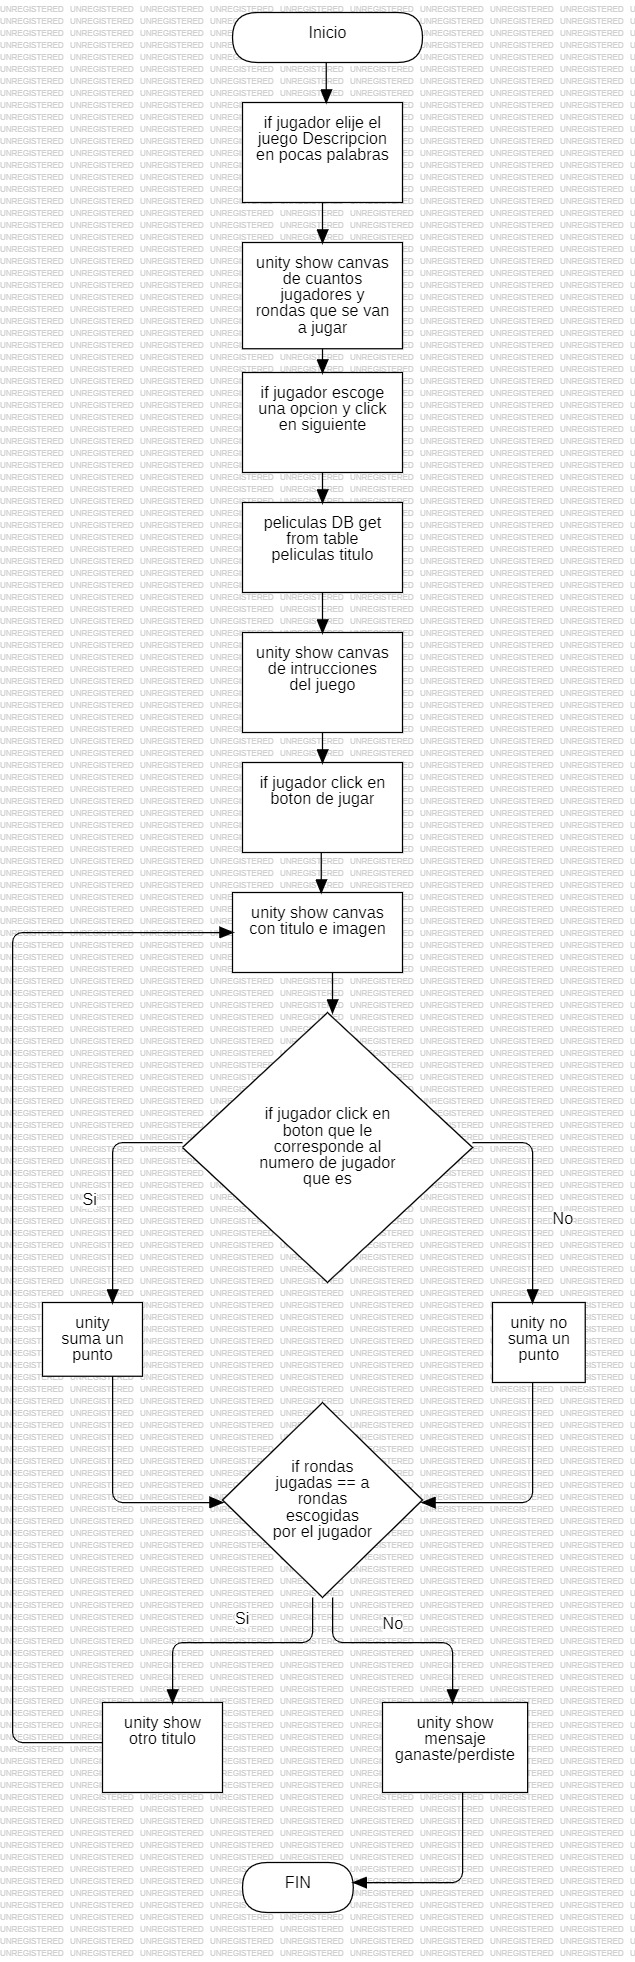 Inicio
if jugador elije el
juego Descripcion
en pocas palabras
unity show canvas
de cuantos
jugadores y
rondas que se van
a jugar
if jugador escoge
una opcion y click
en siguiente
peliculas DB get
from table
peliculas titulo
unity show canvas
de intrucciones
del juego
if jugador click en
boton de jugar
unity show canvas
con titulo e imagen
if jugador click en
boton que le
corresponde al
numero de jugador
que es
Si
No
unity
suma un
punto
unity no
suma un
punto
if rondas
jugadas == a
rondas
escogidas
por el jugador
Si
No
unity show
otro titulo
unity show
mensaje
ganaste/perdiste
FIN
UNREGISTERED